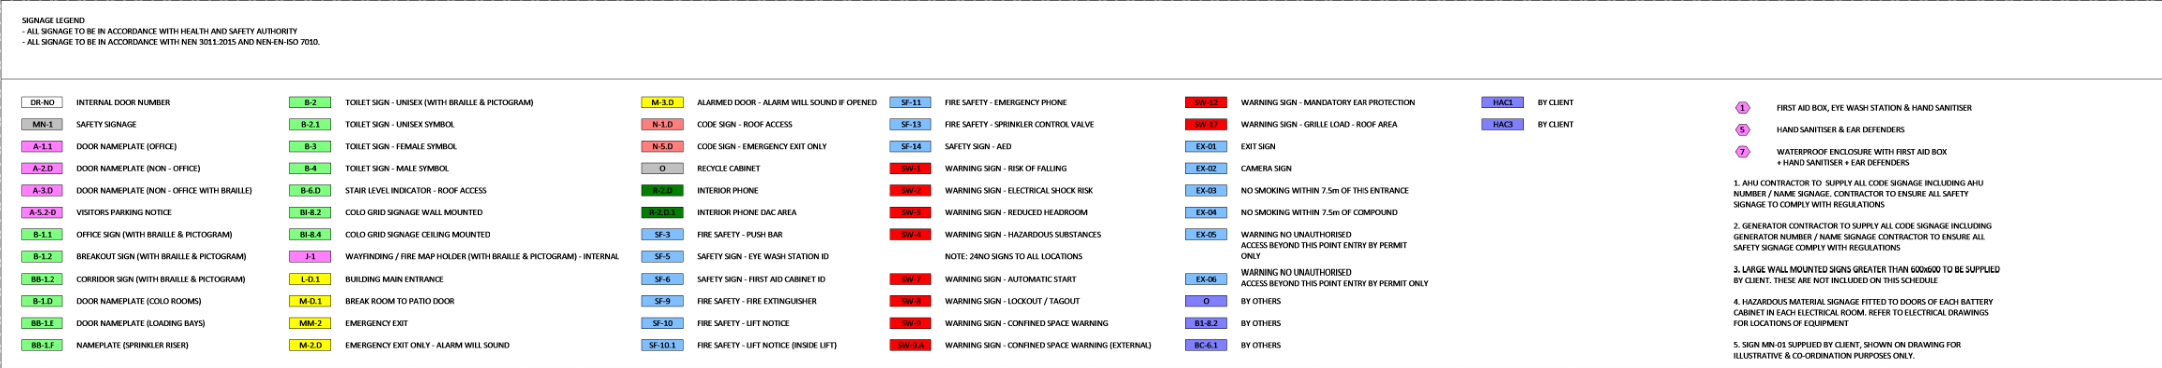 SIGNAGE LEGEND
- ALL SIGNAGE TO BE IN ACCORDANCE WITH HEALTH AND SAFETY AUTHORITY
- ALL SIGNAGE TO BE IN ACCORDANCE WITH NEN 3011:2015 AND NEN-EN-ISO 7010.
DR-NO INTERNAL DOOR NUMBER
MN-1 SAFETY SIGNAGE
A-1.1 DOOR NAMEPLATE (OFFICE)
A-2.D DOOR NAMEPLATE (NON - OFFICE)
A-3.D DOOR NAMEPLATE (NON - OFFICE WITH BRAILLE)
A-5.2-D VISITORS PARKING NOTICE
B-1.1 OFFICE SIGN (WITH BRAILLE & PICTOGRAM)
B-1.2 BREAKOUT SIGN (WITH BRAILLE & PICTOGRAM)
BB-1.2 CORRIDOR SIGN (WITH BRAILLE & PICTOGRAM)
B-1.D DOOR NAMEPLATE (COLO ROOMS)
BB-1.E DOOR NAMEPLATE (LOADING BAYS)
BB-1.F NAMEPLATE (SPRINKLER RISER)
B-2 TOILET SIGN - UNISEX (WITH BRAILLE & PICTOGRAM)
B-2.1 TOILET SIGN - UNISEX SYMBOL
B-3 TOILET SIGN - FEMALE SYMBOL
B-4 TOILET SIGN - MALE SYMBOL
B-6.D STAIR LEVEL INDICATOR - ROOF ACCESS
BI-8.2 COLO GRID SIGNAGE WALL MOUNTED
BI-8.4 COLO GRID SIGNAGE CEILING MOUNTED
J-1 WAYFINDING / FIRE MAP HOLDER (WITH BRAILLE & PICTOGRAM) - INTERNAL
L-D.1 BUILDING MAIN ENTRANCE
M-D.1 BREAK ROOM TO PATIO DOOR
MM-2 EMERGENCY EXIT
M-2.D EMERGENCY EXIT ONLY - ALARM WILL SOUND
M-3.D ALARMED DOOR - ALARM WILL SOUND IF OPENED
N-1.D CODE SIGN - ROOF ACCESS
N-5.D CODE SIGN - EMERGENCY EXIT ONLY
O RECYCLE CABINET
R-2.D INTERIOR PHONE
R-2.D.1 INTERIOR PHONE DAC AREA
SF-3 FIRE SAFETY - PUSH BAR
SF-5 SAFETY SIGN - EYE WASH STATION ID
SF-6 SAFETY SIGN - FIRST AID CABINET ID
SF-9 FIRE SAFETY - FIRE EXTINGUISHER
SF-10 FIRE SAFETY - LIFT NOTICE
SF-10.1 FIRE SAFETY - LIFT NOTICE (INSIDE LIFT)
SF-11 FIRE SAFETY - EMERGENCY PHONE
SF-13 FIRE SAFETY - SPRINKLER CONTROL VALVE
SF-14 SAFETY SIGN - AED
SW-1 WARNING SIGN - RISK OF FALLING
SW-2 WARNING SIGN - ELECTRICAL SHOCK RISK
SW-3 WARNING SIGN - REDUCED HEADROOM
SW-4 WARNING SIGN - HAZARDOUS SUBSTANCES
NOTE: 24NO SIGNS TO ALL LOCATIONS
SW-7 WARNING SIGN - AUTOMATIC START
SW-8 WARNING SIGN - LOCKOUT / TAGOUT
SW-9 WARNING SIGN - CONFINED SPACE WARNING
SW-9.A WARNING SIGN - CONFINED SPACE WARNING (EXTERNAL)
SW-12 WARNING SIGN - MANDATORY EAR PROTECTION
SW-17 WARNING SIGN - GRILLE LOAD - ROOF AREA
EX-01 EXIT SIGN
EX-02 CAMERA SIGN
EX-03 NO SMOKING WITHIN 7.5m OF THIS ENTRANCE
EX-04 NO SMOKING WITHIN 7.5m OF COMPOUND
EX-05 WARNING NO UNAUTHORISED
ACCESS BEYOND THIS POINT ENTRY BY PERMIT
ONLY
EX-06 WARNING NO UNAUTHORISED
ACCESS BEYOND THIS POINT ENTRY BY PERMIT ONLY
O BY OTHERS
B1-8.2 BY OTHERS
BC-6.1 BY OTHERS
HAC1 BY CLIENT
HAC3 BY CLIENT
1 FIRST AID BOX, EYE WASH STATION & HAND SANITISER
5 HAND SANITISER & EAR DEFENDERS
7 WATERPROOF ENCLOSURE WITH FIRST AID BOX
+ HAND SANITISER + EAR DEFENDERS
1. AHU CONTRACTOR TO SUPPLY ALL CODE SIGNAGE INCLUDING AHU
NUMBER / NAME SIGNAGE. CONTRACTOR TO ENSURE ALL SAFETY
SIGNAGE TO COMPLY WITH REGULATIONS
2. GENERATOR CONTRACTOR TO SUPPLY ALL CODE SIGNAGE INCLUDING
GENERATOR NUMBER / NAME SIGNAGE CONTRACTOR TO ENSURE ALL
SAFETY SIGNAGE COMPLY WITH REGULATIONS
3. LARGE WALL MOUNTED SIGNS GREATER THAN 600x600 TO BE SUPPLIED
BY CLIENT. THESE ARE NOT INCLUDED ON THIS SCHEDULE
4. HAZARDOUS MATERIAL SIGNAGE FITTED TO DOORS OF EACH BATTERY
CABINET IN EACH ELECTRICAL ROOM. REFER TO ELECTRICAL DRAWINGS
FOR LOCATIONS OF EQUIPMENT
5. SIGN MN-01 SUPPLIED BY CLIENT, SHOWN ON DRAWING FOR
ILLUSTRATIVE & CO-ORDINATION PURPOSES ONLY.